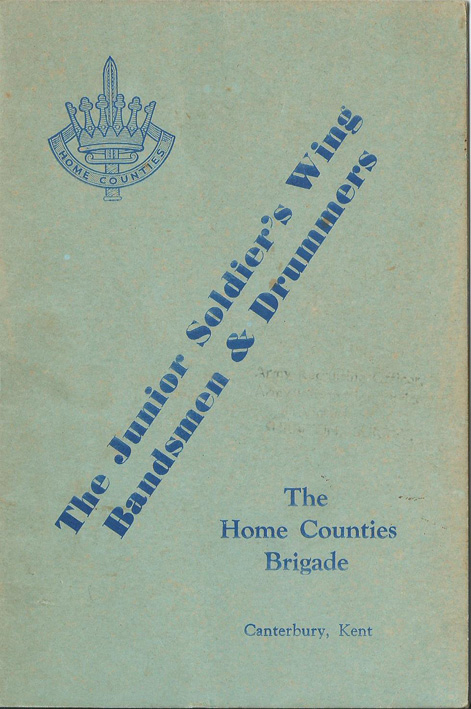 HOME COUNTIES
The Junior Soldier's Wing
Bandsmen & Drummers
The
Home Counties
Brigade
Canterbury, Kent